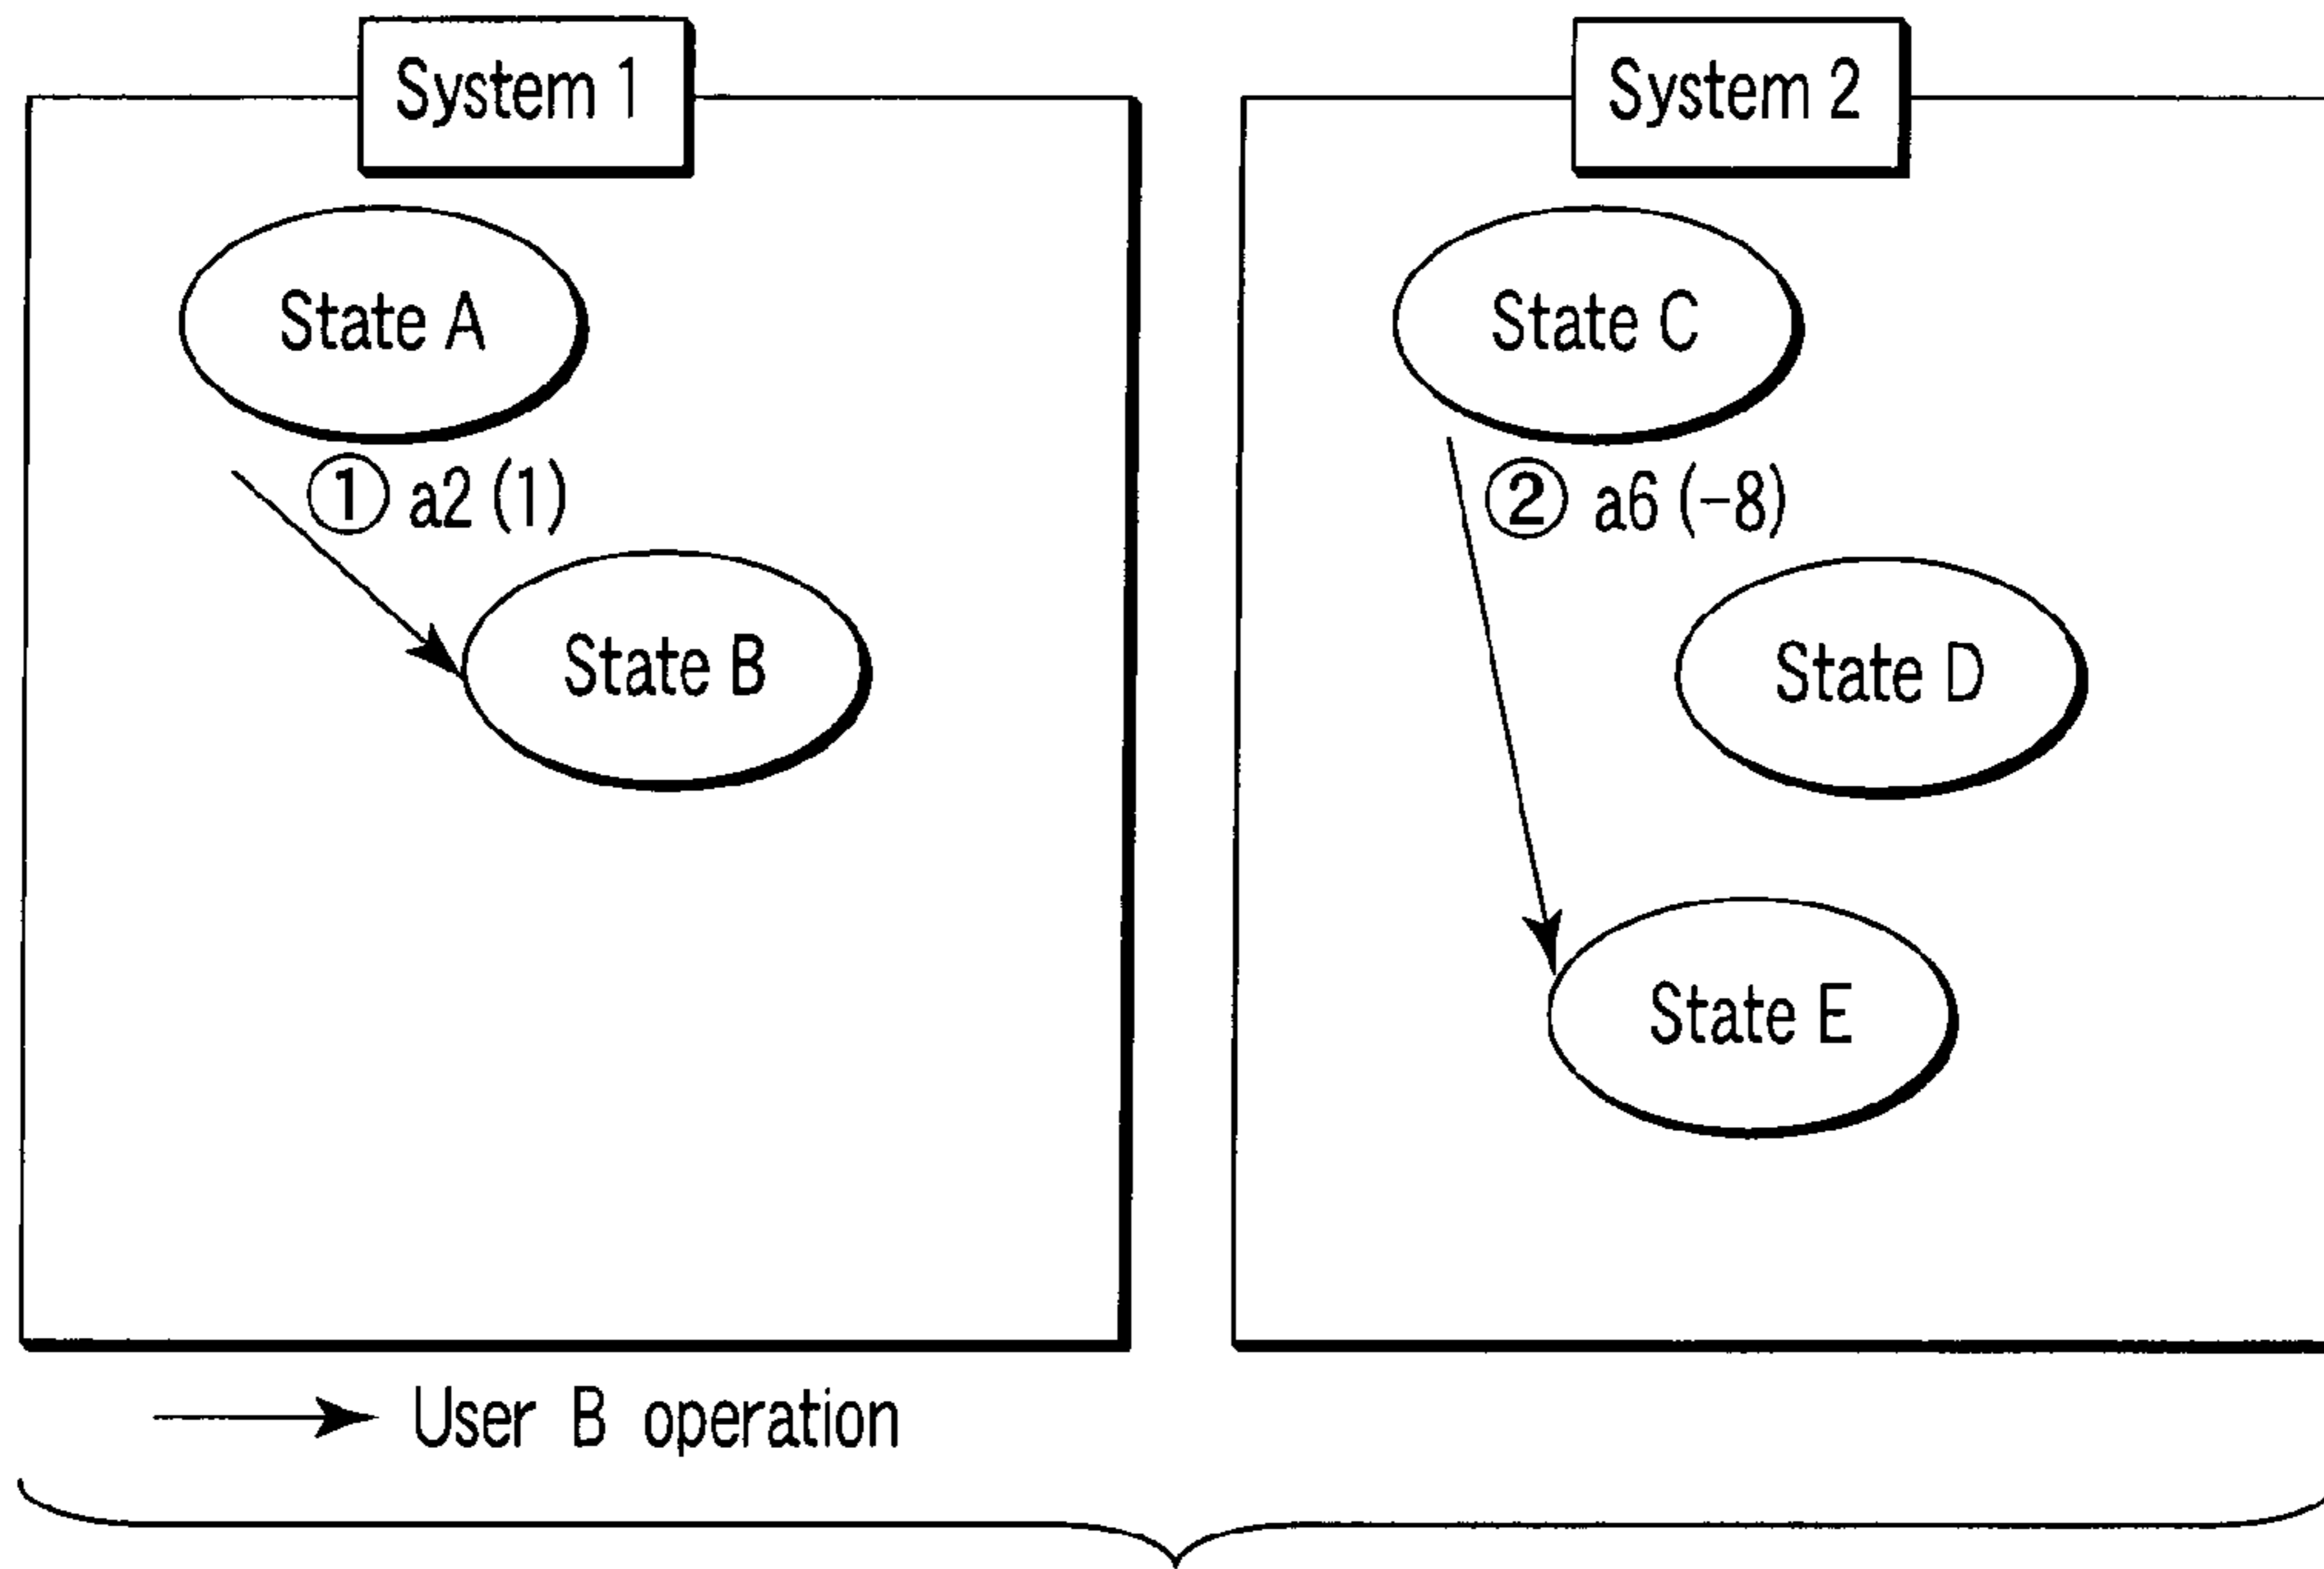 System 1
System 2
State A
State C
① a2 (1)
② a6 (-8)
State B
State D
State E
User B operation